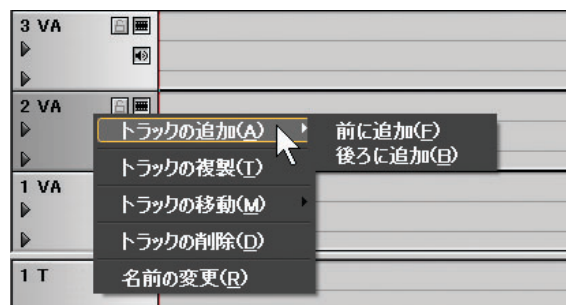 3 VA
2 VA
トラックの追加(A)
前に追加(F)
後ろに追加(B)
トラックの複製(T)
1 VA
トラックの移動(M)
トラックの削除(D)
1 T
名前の変更(R)